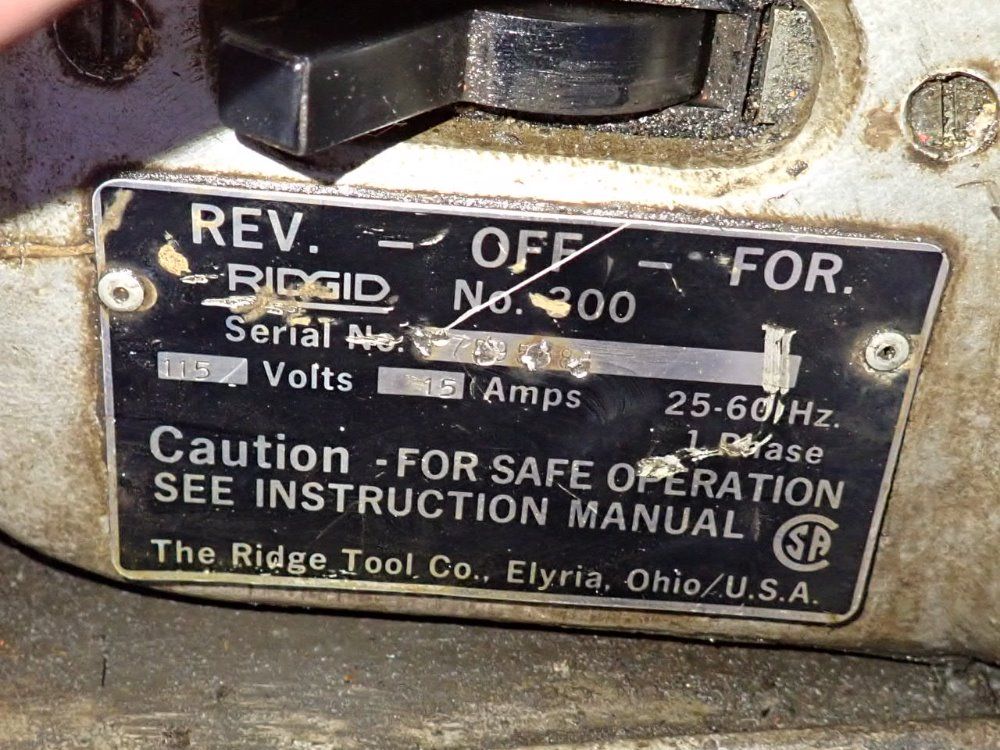 REV. – OFF – FOR.
RIDGID No. 300
Serial No.
115 Volts 15 Amps 25-60 Hz.
1 Phase
Caution - FOR SAFE OPERATION
SEE INSTRUCTION MANUAL
SA
The Ridge Tool Co., Elyria, Ohio/U.S.A.